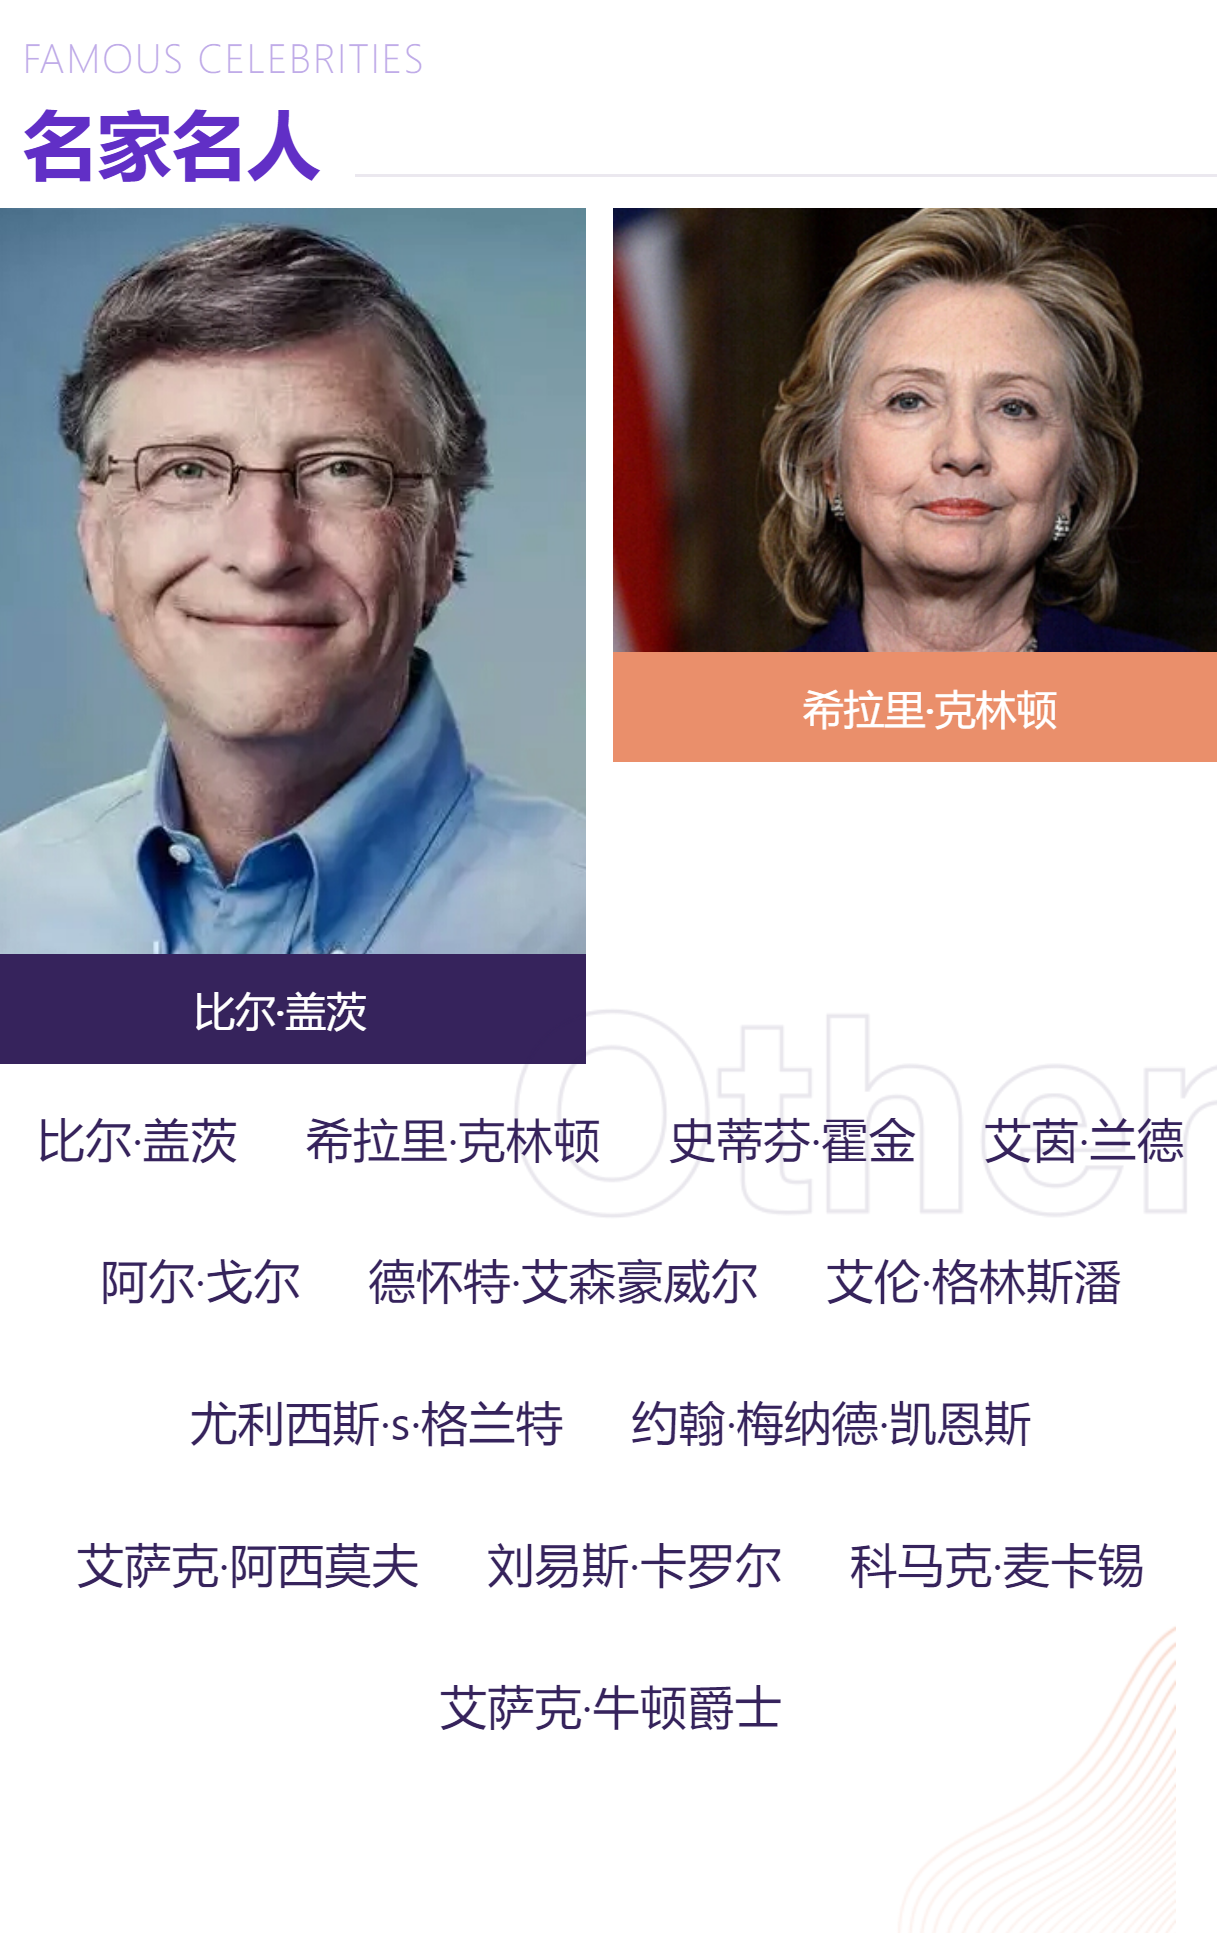 FAMOUS CELEBRITIES
名家名人
希拉里·克林顿
比尔·盖茨
Other
比尔·盖茨 希拉里·克林顿 史蒂芬·霍金 艾茵·兰德
阿尔·戈尔 德怀特·艾森豪威尔 艾伦·格林斯潘
尤利西斯·s·格兰特 约翰·梅纳德·凯恩斯
艾萨克·阿西莫夫 刘易斯·卡罗尔 科马克·麦卡锡
艾萨克·牛顿爵士